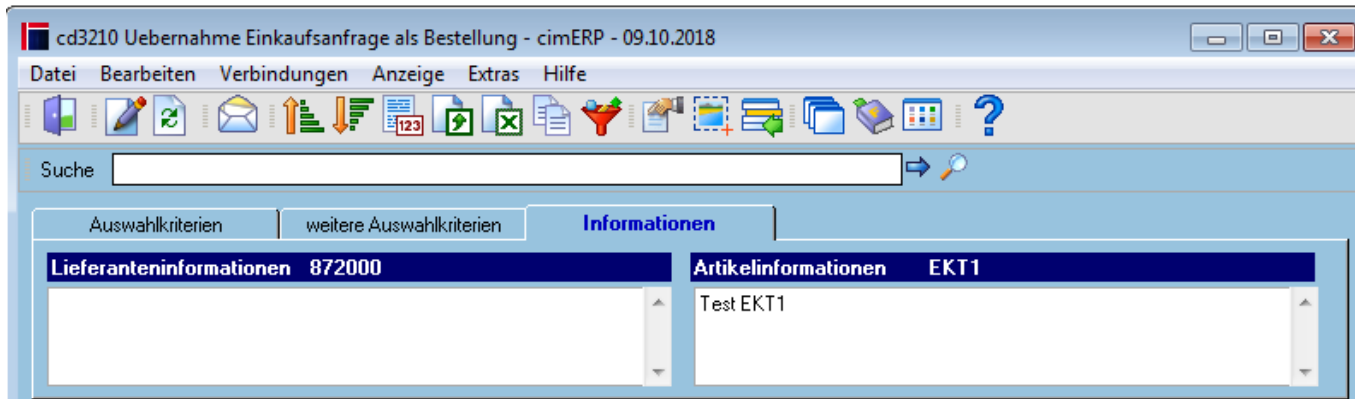 cd3210 Uebernahme Einkaufsanfrage als Bestellung - cimERP - 09.10.2018
Datei Bearbeiten Verbindungen Anzeige Extras Hilfe
123
Suche
Auswahlkriterien weitere Auswahlkriterien Informationen
Lieferanteninformationen 872000 Artikelinformationen EKT1
Test EKT1